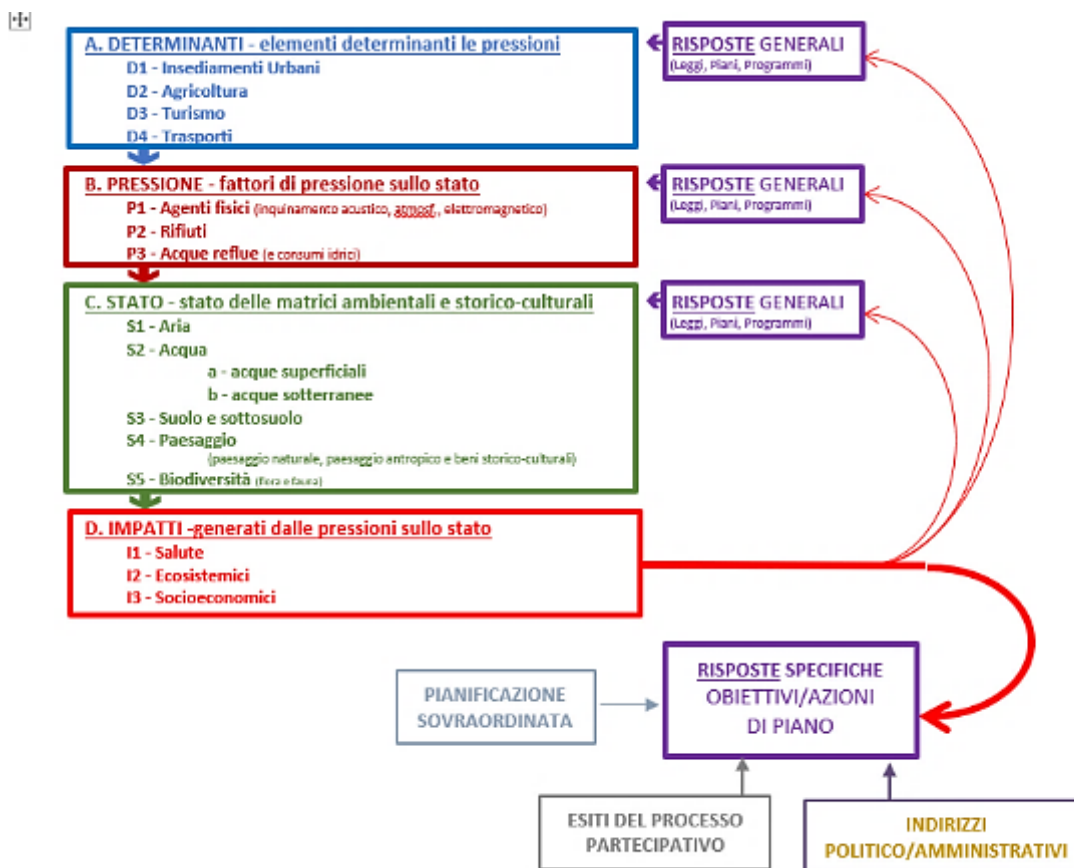 A. DETERMINANTI - elementi determinanti le pressioni
D1 - Insediamenti Urbani
D2 - Agricoltura
D3 - Turismo
D4 - Trasporti
RISPOSTE GENERALI
(Leggi, Piani, Programmi)
B. PRESSIONE - fattori di pressione sullo stato
P1 - Agenti fisici (inquinamento acustico, atmosf., elettromagnetico)
P2 - Rifiuti
P3 - Acque reflue (e consumi idrici)
RISPOSTE GENERALI
(Leggi, Piani, Programmi)
C. STATO - stato delle matrici ambientali e storico-culturali
S1 - Aria
S2 - Acqua
a - acque superficiali
b - acque sotterranee
S3 - Suolo e sottosuolo
S4 - Paesaggio
(paesaggio naturale, paesaggio antropico e beni storico-culturali)
S5 - Biodiversità (flora e fauna)
RISPOSTE GENERALI
(Leggi, Piani, Programmi)
D. IMPATTI -generati dalle pressioni sullo stato
I1 - Salute
I2 - Ecosistemici
I3 - Socioeconomici
PIANIFICAZIONE
SOVRAORDINATA
RISPOSTE SPECIFICHE
OBIETTIVI/AZIONI
DI PIANO
ESITI DEL PROCESSO
PARTECIPATIVO
INDIRIZZI
POLITICO/AMMINISTRATIVI